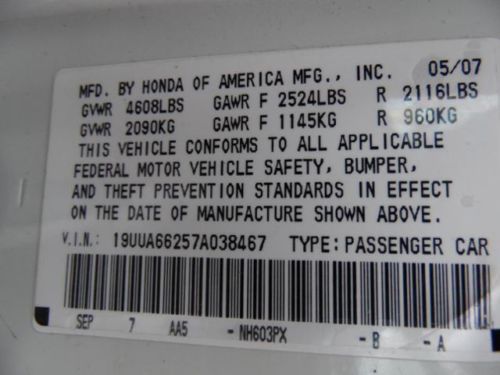 MFD. BY HONDA OF AMERICA MFG., INC. 05/07
GVWR 4608LBS GAWR F 2524LBS R 2116LBS
GVWR 2090KG GAWR F 1145KG R 960KG
THIS VEHICLE CONFORMS TO ALL APPLICABLE
FEDERAL MOTOR VEHICLE SAFETY, BUMPER,
AND THEFT PREVENTION STANDARDS IN EFFECT
ON THE DATE OF MANUFACTURE SHOWN ABOVE.
V.I.N.: 19UUA66257A038467 TYPE: PASSENGER CAR
SEP 7 AA5 -NH603PX -B -A